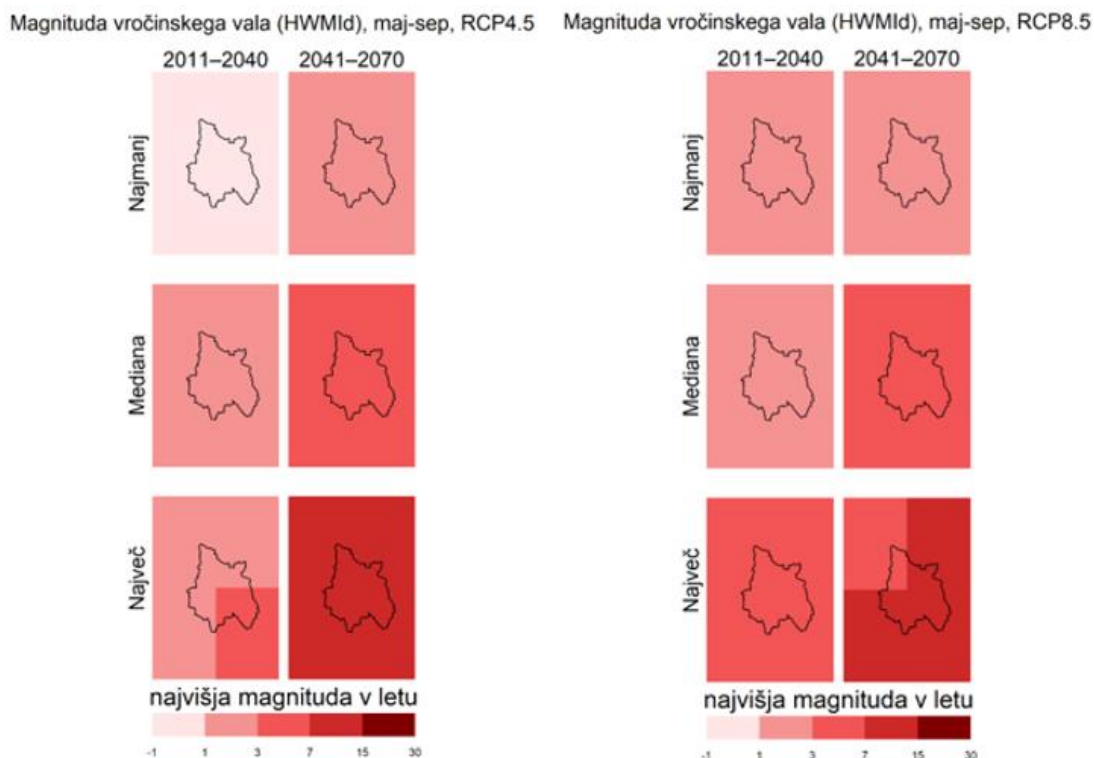 Magnituda vročinskega vala (HWMId), maj-sep, RCP4.5
2011–2040 2041–2070
Najmanj
Mediana
Največ
najvišja magnituda v letu
-1 1 3 7 15 30
Magnituda vročinskega vala (HWMId), maj-sep, RCP8.5
2011–2040 2041–2070
Najmanj
Mediana
Največ
najvišja magnituda v letu
-1 1 3 7 15 30